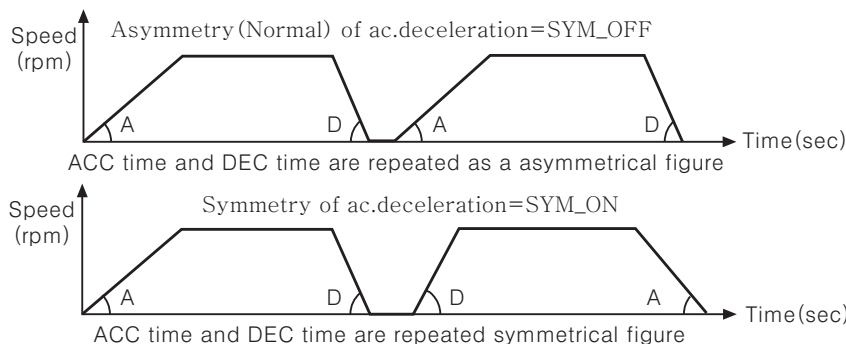 Speed
(rpm)
Asymmetry(Normal) of ac.deceleration=SYM_OFF
A
D
A
D
Time(sec)
ACC time and DEC time are repeated as a asymmetrical figure
Speed
(rpm)
Symmetry of ac.deceleration=SYM_ON
A
D
D
A
Time(sec)
ACC time and DEC time are repeated symmetrical figure